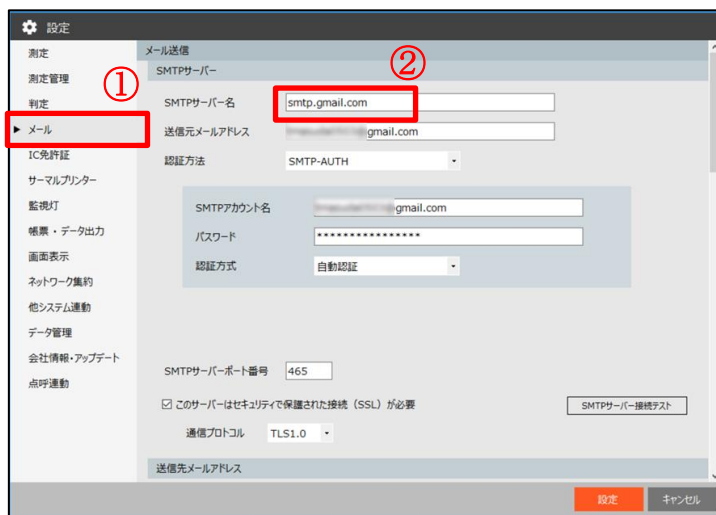 設定
測定
測定管理
判定
メール
IC免許証
サーマルプリンター
監視灯
帳票・データ出力
画面表示
ネットワーク集約
他システム連動
データ管理
会社情報・アップデート
点呼連動
①
②
メール送信
SMTPサーバー
SMTPサーバー名 smtp.gmail.com
送信元メールアドレス gmail.com
認証方法 SMTP-AUTH
SMTPアカウント名 gmail.com
パスワード ****************
認証方式 自動認証
SMTPサーバーポート番号 465
このサーバーはセキュリティで保護された接続（SSL）が必要 SMTPサーバー接続テスト
通信プロトコル TLS1.0
送信先メールアドレス
設定 キャンセル